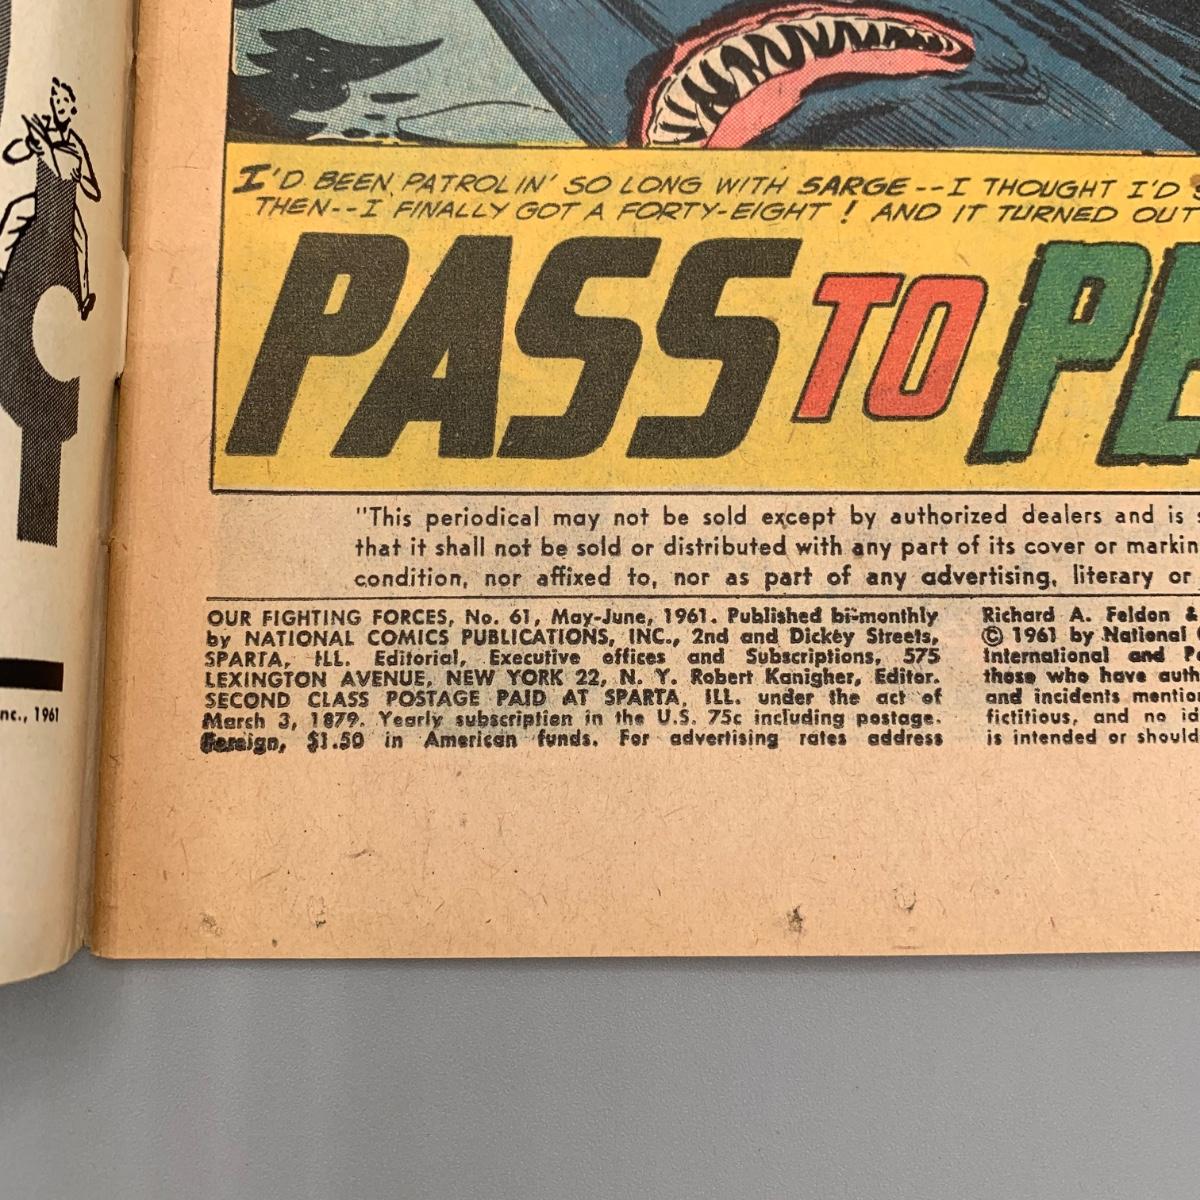 I'D BEEN PATROLIN' SO LONG WITH SARGE--I THOUGHT I'D
THEN--I FINALLY GOT A FORTY-EIGHT! AND IT TURNED OUT
PASS TO PE
"This periodical may not be sold except by authorized dealers and is s
that it shall not be sold or distributed with any part of its cover or markin
condition, nor affixed to, nor as part of any advertising, literary or
OUR FIGHTING FORCES, No. 61, May-June, 1961. Published bi-monthly
by NATIONAL COMICS PUBLICATIONS, INC., 2nd and Dickey Streets,
SPARTA, ILL. Editorial, Executive offices and Subscriptions, 575
LEXINGTON AVENUE, NEW YORK 22, N. Y. Robert Kanigher, Editor.
SECOND CLASS POSTAGE PAID AT SPARTA, ILL. under the act of
March 3, 1879. Yearly subscription in the U.S. 75c including postage.
Foreign, $1.50 in American funds. For advertising rates address
Richard A. Feldon &
© 1961 by National
International and P
those who have auth
and incidents mentio
fictitious, and no id
is intended or should
nc., 1961